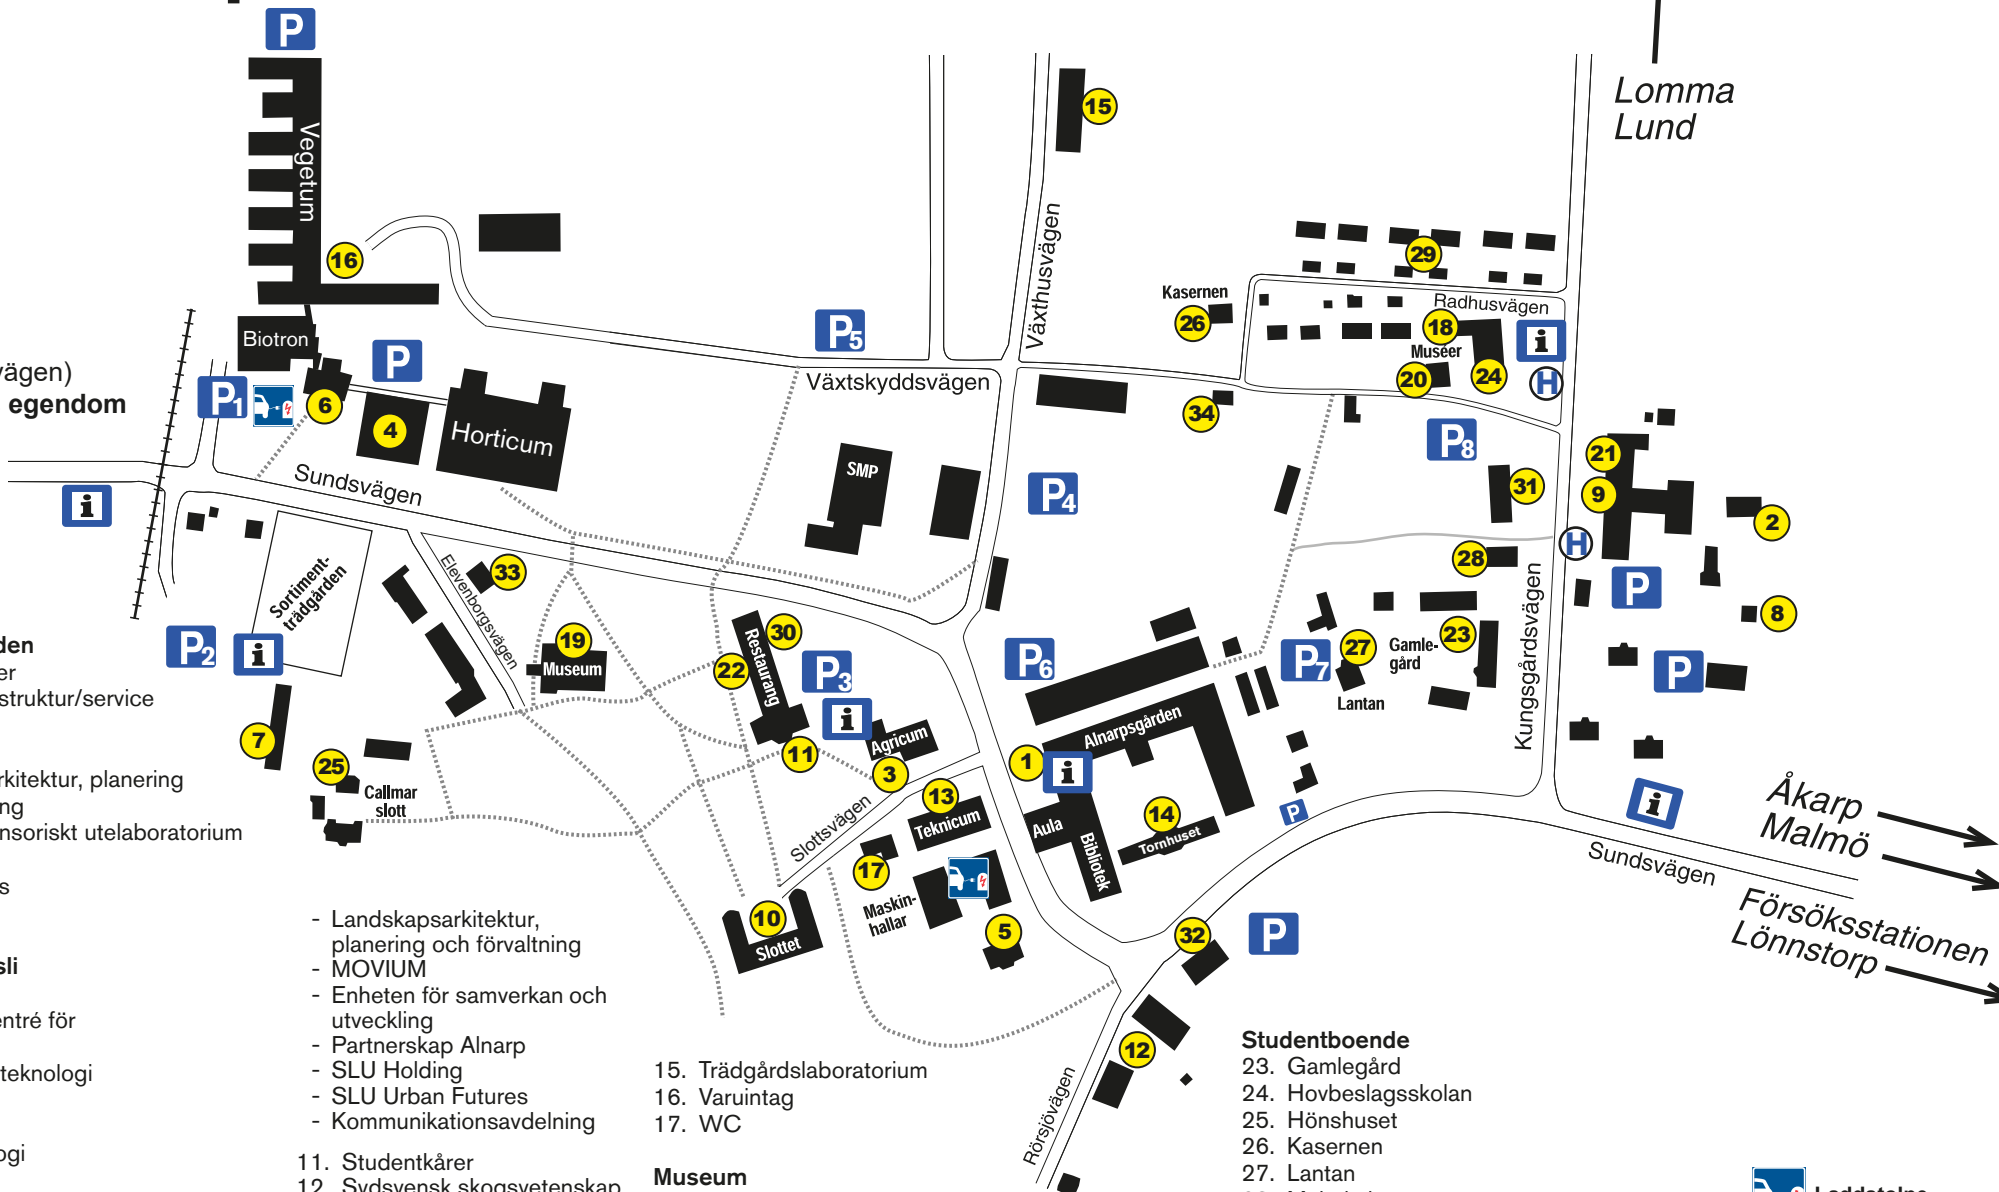 P
Vegetum
16
15
Växthusvägen
Lomma
Lund
29
Radhusvägen
Kasernen
26
18
Muséer
20
24
i
H
Biotron
P
P5
Växtskyddsvägen
vägen)
egendom
P1
6
4
Horticum
Sundsvägen
i
SMP
P4
34
P8
31
21
9
2
H
28
P
8
Kungsgårdsvägen
Sortiment-
trädgården
P2
i
Elevenborgsvägen
33
19
Museum
30
Restaurang
22
P3
i
11
Agricum
3
P6
Alnarpsgården
1
i
P7
27
Lantan
Gamle-
gård
23
P
7
25
Callmar
slott
Slottsvägen
13
Teknicum
17
Maskin-
hallar
5
10
Slottet
Aula
Bibliotek
14
Tornhuset
P
i
Åkarp
Malmö
Sundsvägen
Försöksstationen
Lönnstorp
32
P
12
Rörsjövägen
den
er
struktur/service
rkitektur, planering
ng
nsoriskt utelaboratorium
s
sli
entré för
teknologi
ogi
- Landskapsarkitektur,
planering och förvaltning
- MOVIUM
- Enheten för samverkan och
utveckling
- Partnerskap Alnarp
- SLU Holding
- SLU Urban Futures
- Kommunikationsavdelning
11. Studentkårer
12. Sydsvensk skogsvetenskap
15. Trädgårdslaboratorium
16. Varuintag
17. WC
Museum
Studentboende
23. Gamlegård
24. Hovbeslagsskolan
25. Hönshuset
26. Kasernen
27. Lantan